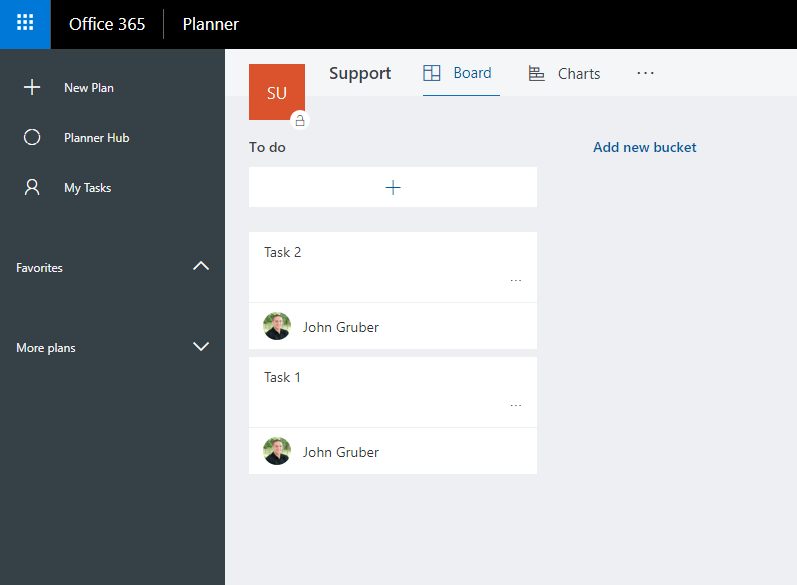 Office 365
Planner
New Plan
Planner Hub
My Tasks
Favorites
More plans
SU
Support
Board
Charts
...
To do
Add new bucket
Task 2
...
John Gruber
Task 1
...
John Gruber